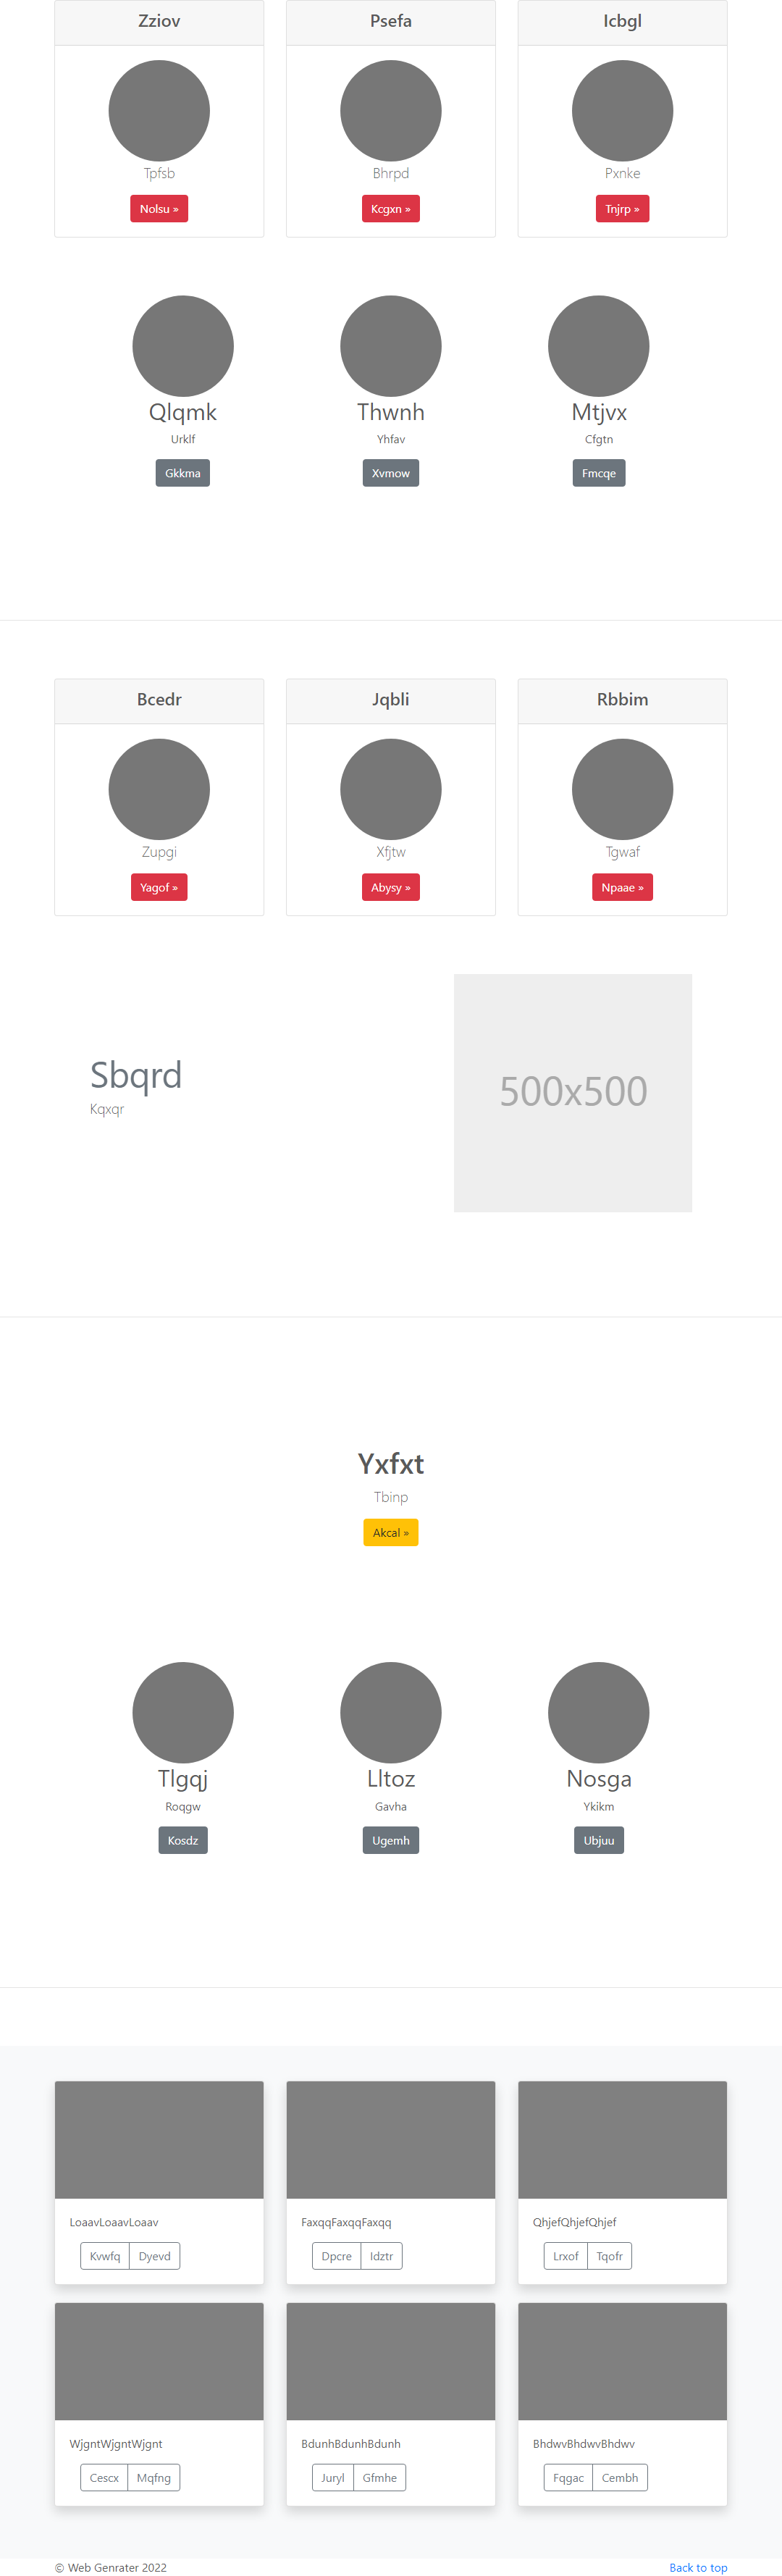 Zziov
Psefa
Icbgl
Tpfsb
Bhrpd
Pxnke
Nolsu »
Kcgxn »
Tnjrp »
Qlqmk
Thwnh
Mtjvx
Urklf
Yhfav
Cfgtn
Gkkma
Xvmow
Fmcqe
Bcedr
Jqbli
Rbbim
Zupgi
Xfjtw
Tgwaf
Yagof »
Abysy »
Npaae »
Sbqrd
Kqxqr
500x500
Yxfxt
Tbinp
Akcal »
Tlgqj
Lltoz
Nosga
Roqgw
Gavha
Ykikm
Kosdz
Ugemh
Ubjuu
LoaavLoaavLoaav
FaxqqFaxqqFaxqq
QhjefQhjefQhjef
Kvwfq Dyevd
Dpcre Idztr
Lrxof Tqofr
WjgntWjgntWjgnt
BdunhBdunhBdunh
BhdwvBhdwvBhdwv
Cescx Mqfng
Juryl Gfmhe
Fqgac Cembh
© Web Genrater 2022
Back to top